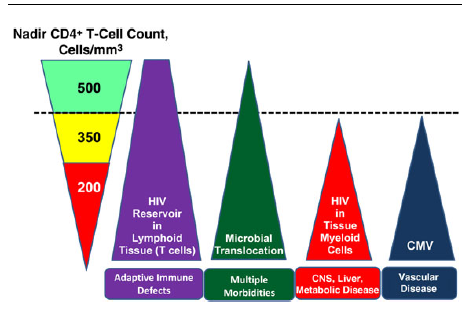 Nadir CD4+ T-Cell Count,
Cells/mm³
500
350
200
HIV
Reservoir
in
Lymphoid
Tissue (T cells)
Microbial
Translocation
HIV
in
Tissue
Myeloid
Cells
CMV
Adaptive Immune
Defects
Multiple
Morbidities
CNS, Liver,
Metabolic Disease
Vascular
Disease